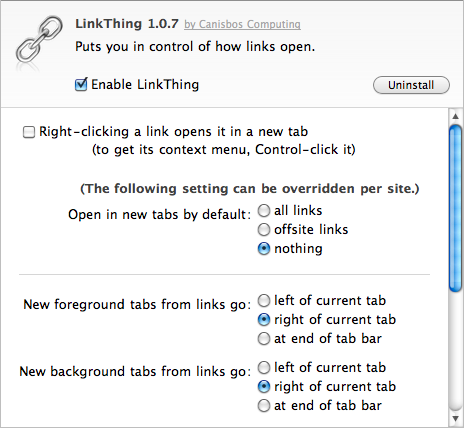 LinkThing 1.0.7 by Canisbos Computing
Puts you in control of how links open.
Enable LinkThing
Uninstall
Right-clicking a link opens it in a new tab
(to get its context menu, Control-click it)
(The following setting can be overridden per site.)
Open in new tabs by default:
all links
offsite links
nothing
New foreground tabs from links go:
left of current tab
right of current tab
at end of tab bar
New background tabs from links go:
left of current tab
right of current tab
at end of tab bar